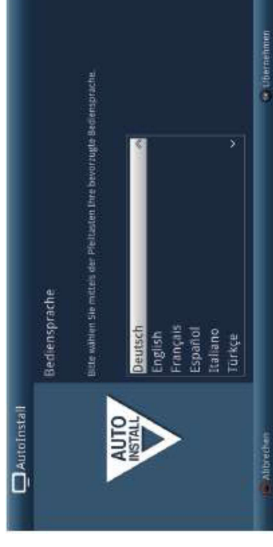 AutoInstall
Bediensprache
Bitte wählen Sie mittels der Pfeiltasten Ihre bevorzugte Bediensprache.
AUTO
INSTALL
Deutsch
English
Français
Español
Italiano
Türkçe
Abbrechen
Übernehmen